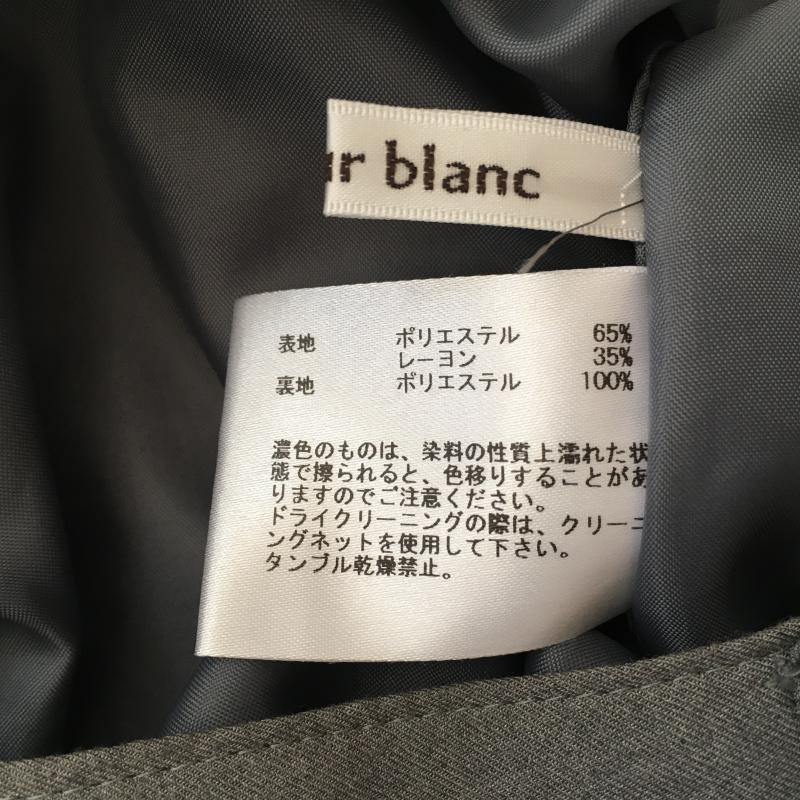 blanc
表地 ポリエステル 65%
レーヨン 35%
裏地 ポリエステル 100%
濃色のものは、染料の性質上濡れた状
態で擦られると、色移りすることがあ
りますのでご注意ください。
ドライクリーニングの際は、クリーニ
ングネットを使用して下さい。
タンブル乾燥禁止。